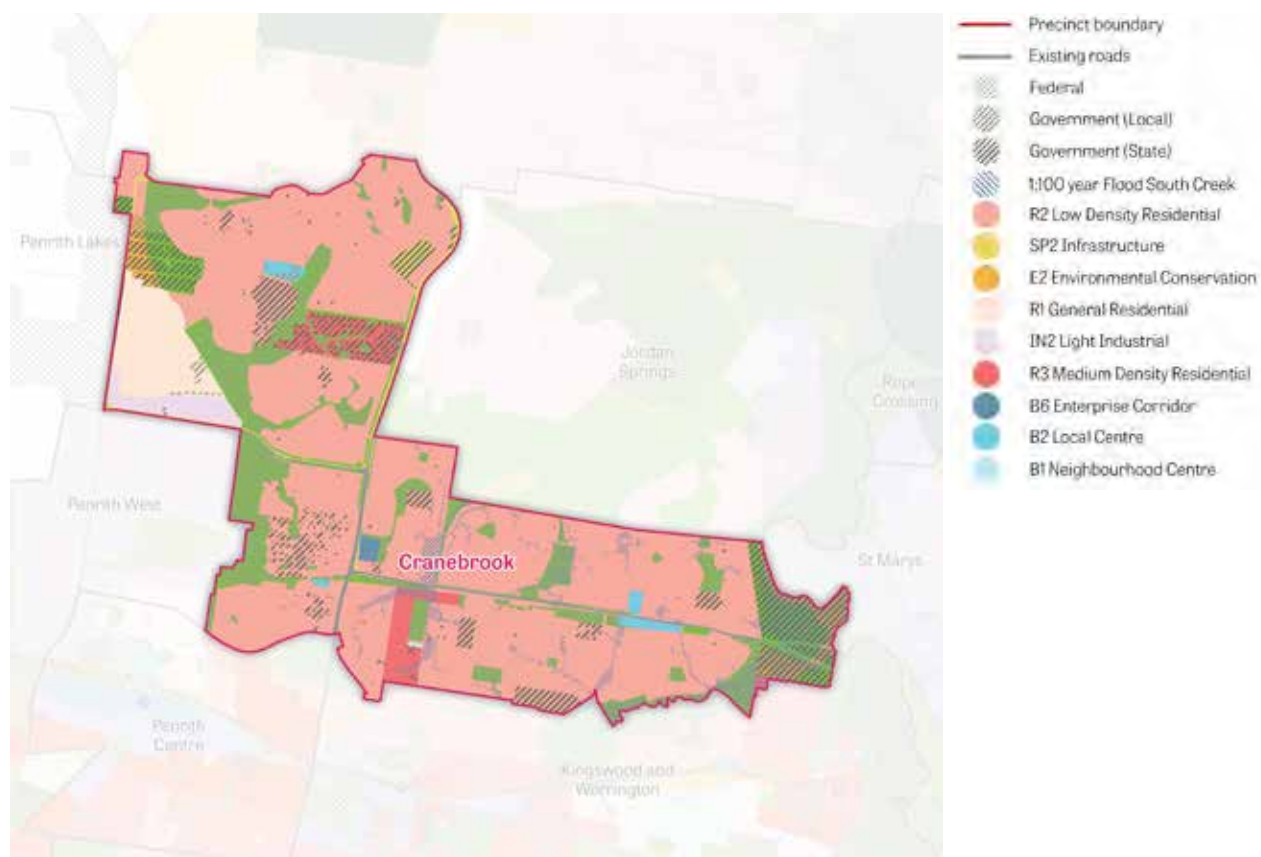 Precinct boundary
Existing roads
Federal
Government (Local)
Government (State)
1:100 year Flood South Creek
R2 Low Density Residential
SP2 Infrastructure
E2 Environmental Conservation
R1 General Residential
IN2 Light Industrial
R3 Medium Density Residential
B6 Enterprise Corridor
B2 Local Centre
B1 Neighbourhood Centre
Penrith Lakes
Jordan
Springs
Ropes
Crossing
Penrith West
Cranebrook
St Marys
Penrith
Centre
Kingswood and
Werrington